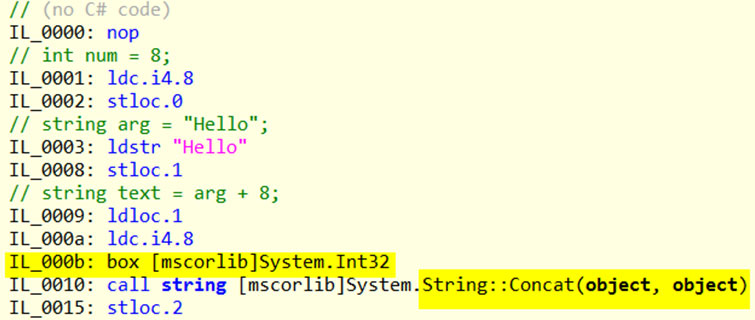 // (no C# code)
IL_0000: nop
// int num = 8;
IL_0001: ldc.i4.8
IL_0002: stloc.0
// string arg = "Hello";
IL_0003: ldstr "Hello"
IL_0008: stloc.1
// string text = arg + 8;
IL_0009: ldloc.1
IL_000a: ldc.i4.8
IL_000b: box [mscorlib]System.Int32
IL_0010: call string [mscorlib]System.String::Concat(object, object)
IL_0015: stloc.2